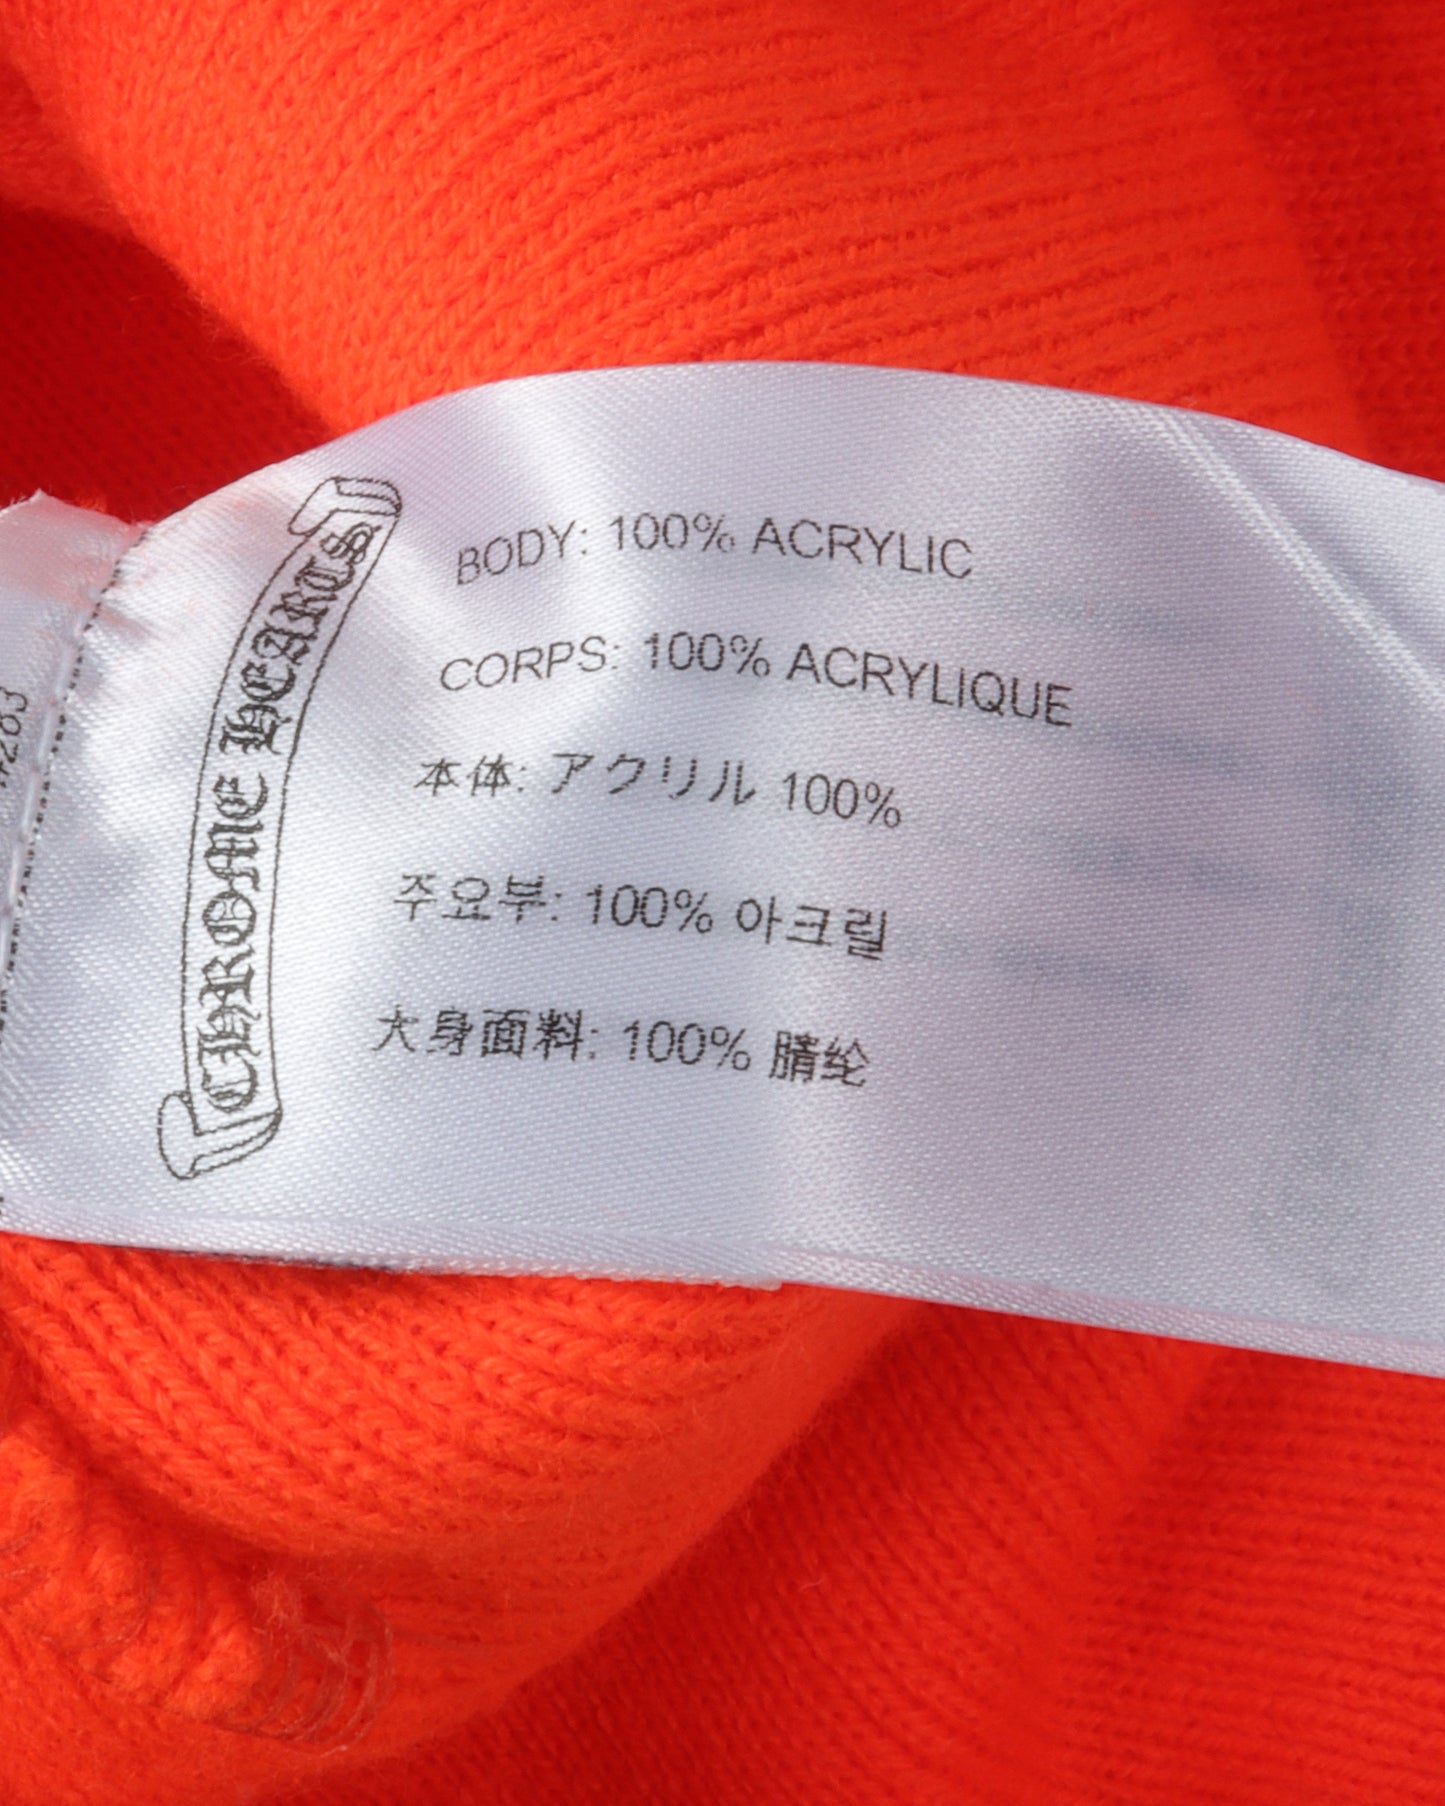 CHROME HEARTS
BODY: 100% ACRYLIC
CORPS: 100% ACRYLIQUE
本体: アクリル 100%
주요부: 100% 아크릴
大身面料: 100% 腈纶